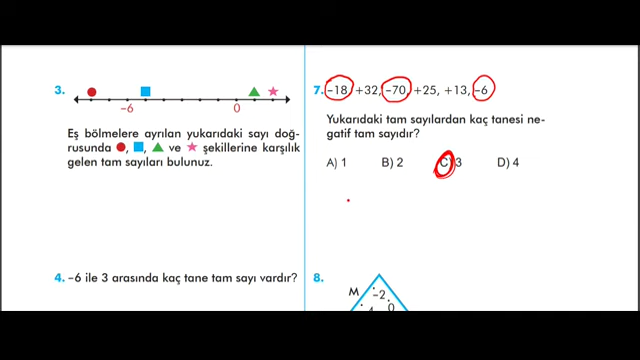 3.
-6 0
Eş bölmelere ayrılan yukarıdaki sayı doğ-
rusunda , , ve şekillerine karşılık
gelen tam sayıları bulunuz.
4. -6 ile 3 arasında kaç tane tam sayı vardır?
7. -18, +32, -70, +25, +13, -6
Yukarıdaki tam sayılardan kaç tanesi ne-
gatif tam sayıdır?
A) 1 B) 2 C) 3 D) 4
8.
M -2
0